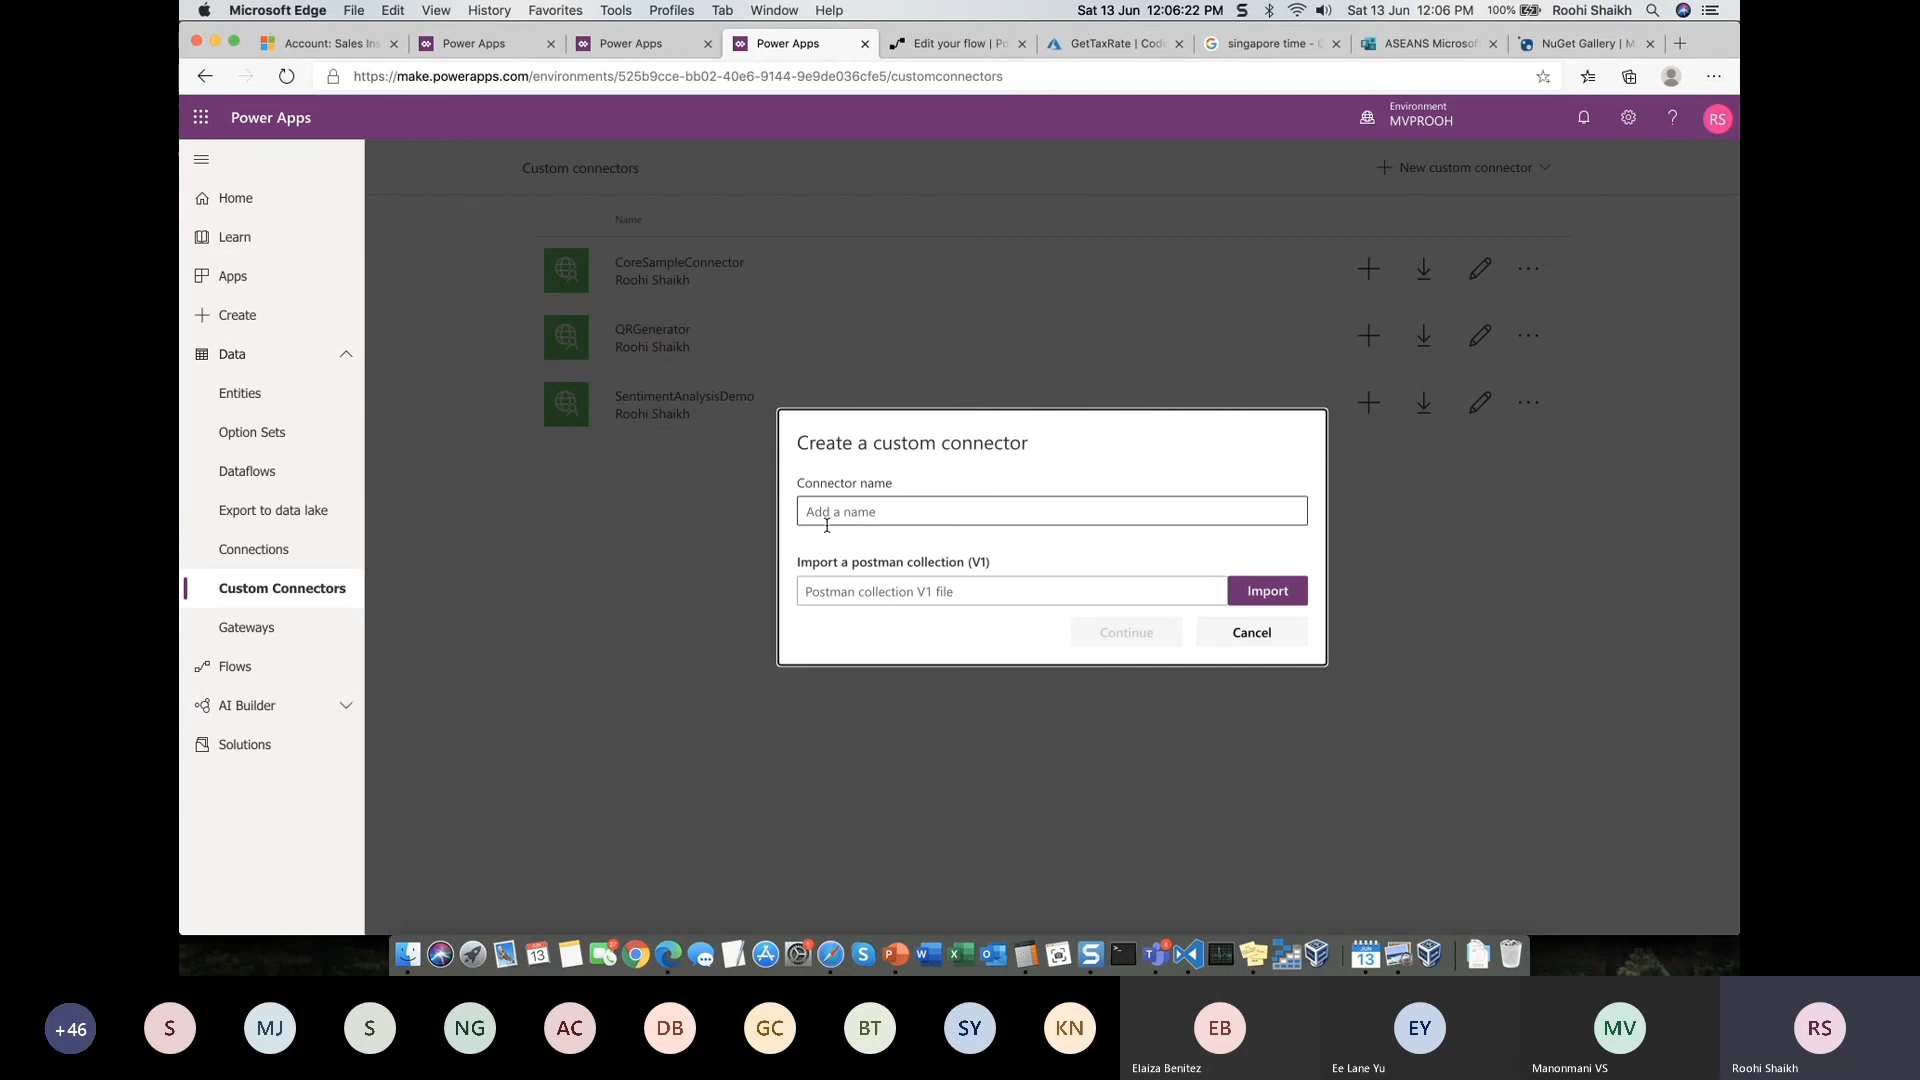 Microsoft Edge File Edit View History Favorites Tools Profiles Tab Window Help Sat 13 Jun 12:06:22 PM Sat 13 Jun 12:06 PM 100% Roohi Shaikh
Account: Sales Ins Power Apps Power Apps Power Apps Edit your flow | Po GetTaxRate | Code singapore time - G ASEANS Microsoft NuGet Gallery | M
https://make.powerapps.com/environments/525b9cce-bb02-40e6-9144-9e9de036cfe5/customconnectors
Power Apps
Environment
MVPROOH
RS
Custom connectors
New custom connector
Home
Learn
Apps
Create
Data
Entities
Option Sets
Dataflows
Export to data lake
Connections
Custom Connectors
Gateways
Flows
AI Builder
Solutions
Name
CoreSampleConnector
Roohi Shaikh
QRGenerator
Roohi Shaikh
SentimentAnalysisDemo
Roohi Shaikh
Create a custom connector
Connector name
Add a name
Import a postman collection (V1)
Postman collection V1 file
Import
Continue
Cancel
+46 S MJ S NG AC DB GC BT SY KN EB EY MV RS
Elaiza Benitez Ee Lane Yu Manonmani VS Roohi Shaikh